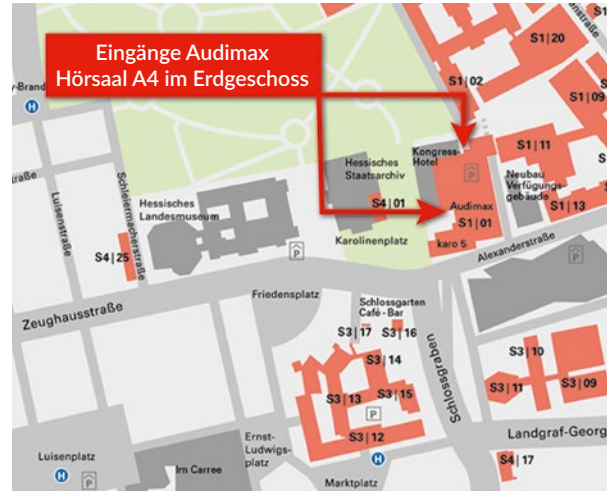 Eingänge Audimax
Hörsaal A4 im Erdgeschoss
S1|20
S1|02
S1|09
y-Brand
H
Kongress-
Hotel
S1|11
Hessisches
Staatsarchiv
P
Neubau
Verfügungs-
gebäude
Luisenstraße
Schleiermacherstraße
Hessisches
Landesmuseum
S4|01
Audimax
S1|01
S1|13
Karolinenplatz
karo 5
Alexanderstraße
S4|25
P
P
Zeughausstraße
Friedensplatz
Schlossgarten
Café-Bar
S3|17
S3|16
Schlossgraben
S3|14
S3|10
S3|13
S3|15
S3|11
S3|09
P
S3|12
Landgraf-Georg
Ernst-
Ludwigs-
platz
Luisenplatz
H
P
Im Carree
H
Marktplatz
S4|17